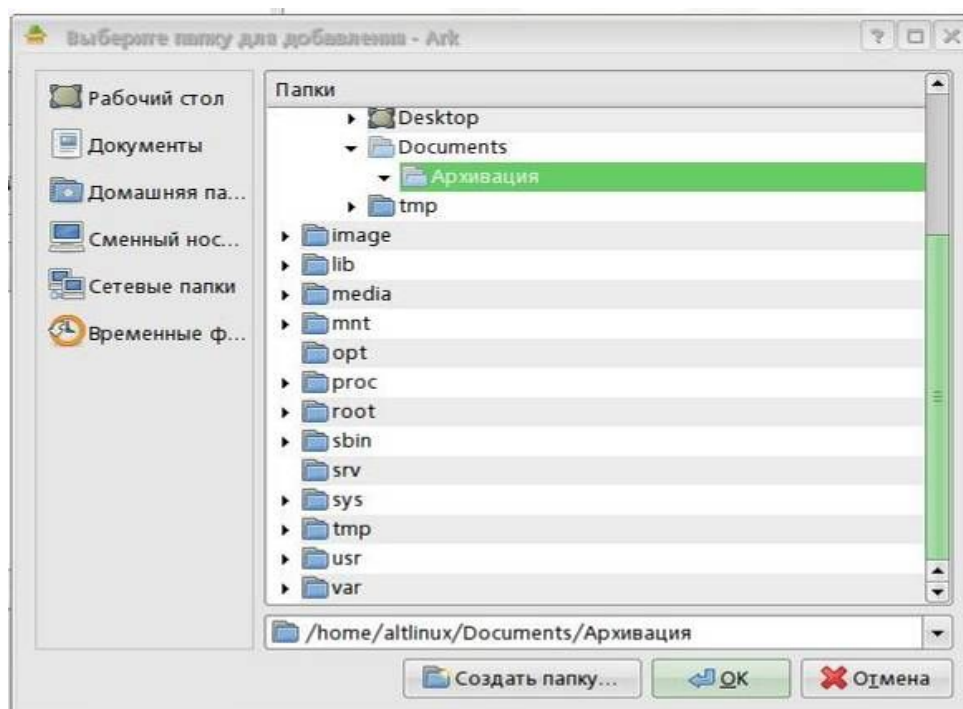 Выберите папку для добавления - Ark
Рабочий стол
Документы
Домашняя па...
Сменный нос...
Сетевые папки
Временные ф...
Папки
Desktop
Documents
Архивация
tmp
image
lib
media
mnt
opt
proc
root
sbin
srv
sys
tmp
usr
var
/home/altlinux/Documents/Архивация
Создать папку...
OK
Отмена